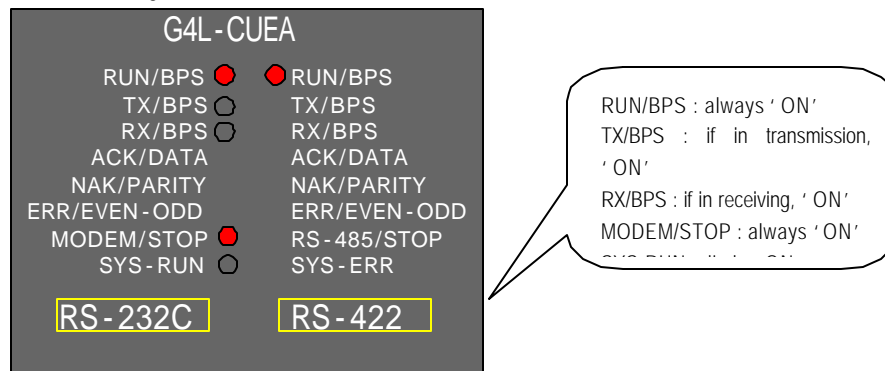 G4L-CUEA
RUN/BPS RUN/BPS
TX/BPS TX/BPS
RX/BPS RX/BPS
ACK/DATA ACK/DATA
NAK/PARITY NAK/PARITY
ERR/EVEN-ODD ERR/EVEN-ODD
MODEM/STOP RS-485/STOP
SYS-RUN SYS-ERR
RS-232C RS-422
RUN/BPS : always ‘ ON’
TX/BPS : if in transmission,
‘ ON’
RX/BPS : if in receiving, ‘ ON’
MODEM/STOP : always ‘ ON’